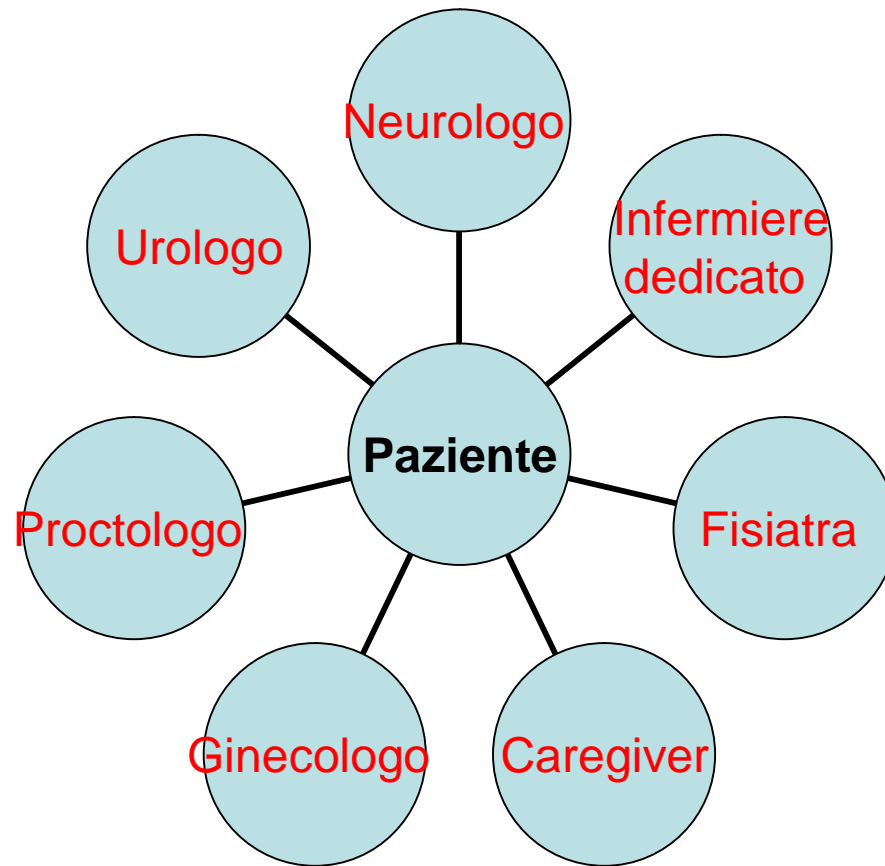 Neurologo
Urologo
Infermiere
dedicato
Paziente
Proctologo
Fisiatra
Ginecologo
Caregiver